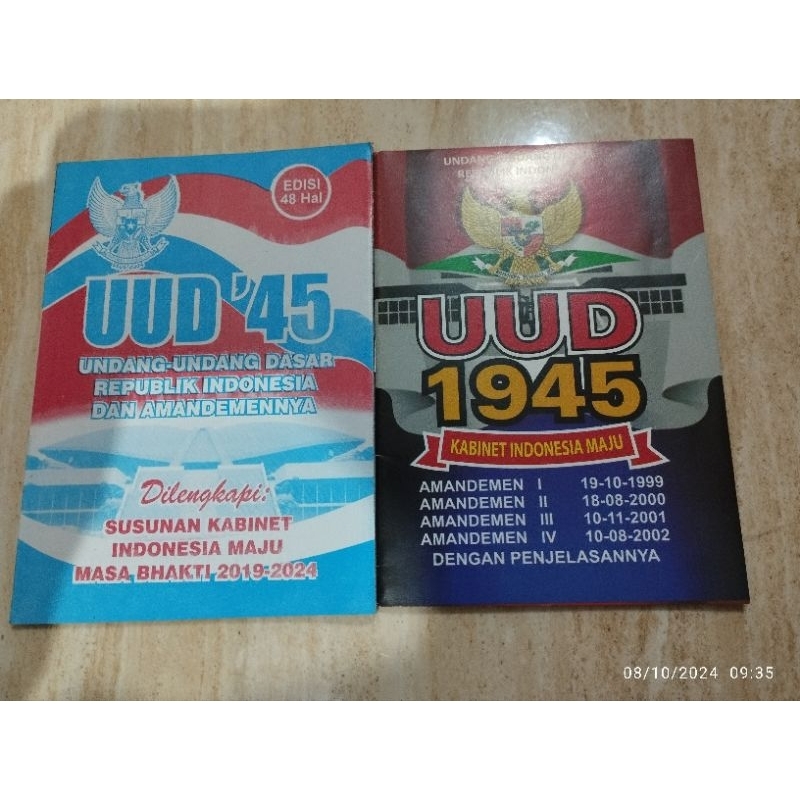 EDISI
48 Hal
UUD '45
UNDANG-UNDANG DASAR
REPUBLIK INDONESIA
DAN AMANDEMENNYA
Dilengkapi:
SUSUNAN KABINET
INDONESIA MAJU
MASA BHAKTI 2019-2024
UUD
1945
KABINET INDONESIA MAJU
AMANDEMEN I 19-10-1999
AMANDEMEN II 18-08-2000
AMANDEMEN III 10-11-2001
AMANDEMEN IV 10-08-2002
DENGAN PENJELASANNYA
08/10/2024 09:35